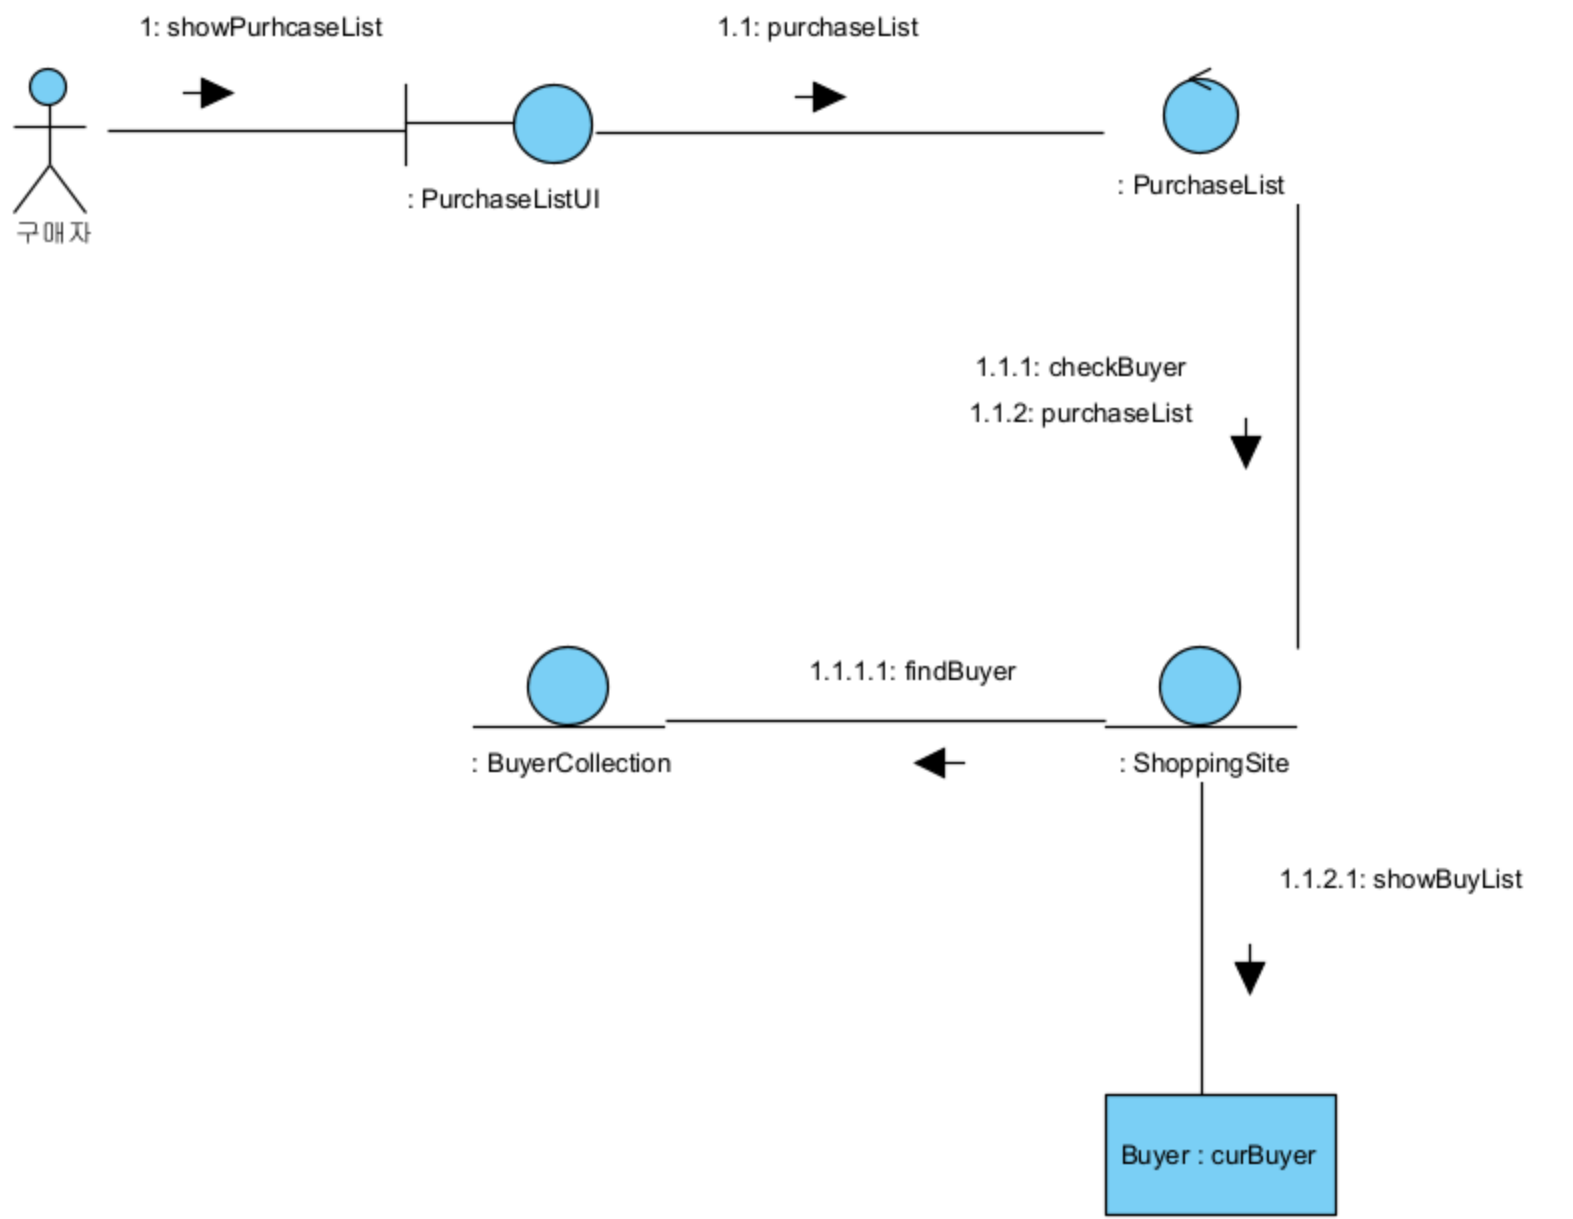 1: showPurhcaseList
1.1: purchaseList
구매자
: PurchaseListUI
: PurchaseList
1.1.1: checkBuyer
1.1.2: purchaseList
1.1.1.1: findBuyer
: BuyerCollection
: ShoppingSite
1.1.2.1: showBuyList
Buyer : curBuyer